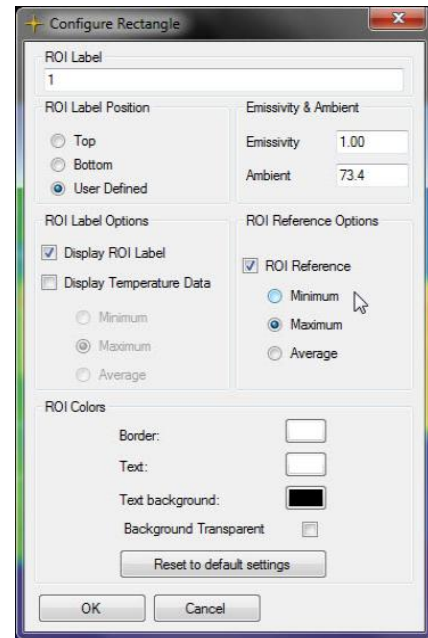 Configure Rectangle
ROI Label
1
ROI Label Position
Top
Bottom
User Defined
Emissivity & Ambient
Emissivity 1.00
Ambient 73.4
ROI Label Options
Display ROI Label
Display Temperature Data
Minimum
Maximum
Average
ROI Reference Options
ROI Reference
Minimum
Maximum
Average
ROI Colors
Border:
Text:
Text background:
Background Transparent
Reset to default settings
OK Cancel